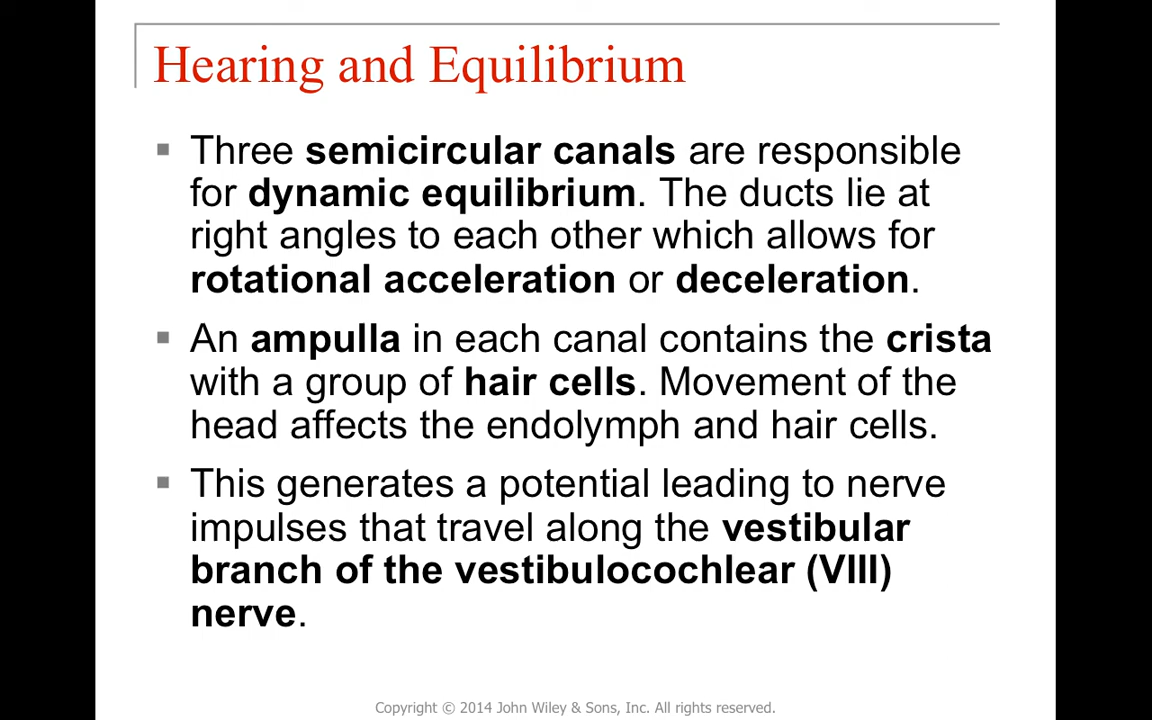 Hearing and Equilibrium
▪ Three semicircular canals are responsible
for dynamic equilibrium. The ducts lie at
right angles to each other which allows for
rotational acceleration or deceleration.
▪ An ampulla in each canal contains the crista
with a group of hair cells. Movement of the
head affects the endolymph and hair cells.
▪ This generates a potential leading to nerve
impulses that travel along the vestibular
branch of the vestibulocochlear (VIII)
nerve.
Copyright © 2014 John Wiley & Sons, Inc. All rights reserved.